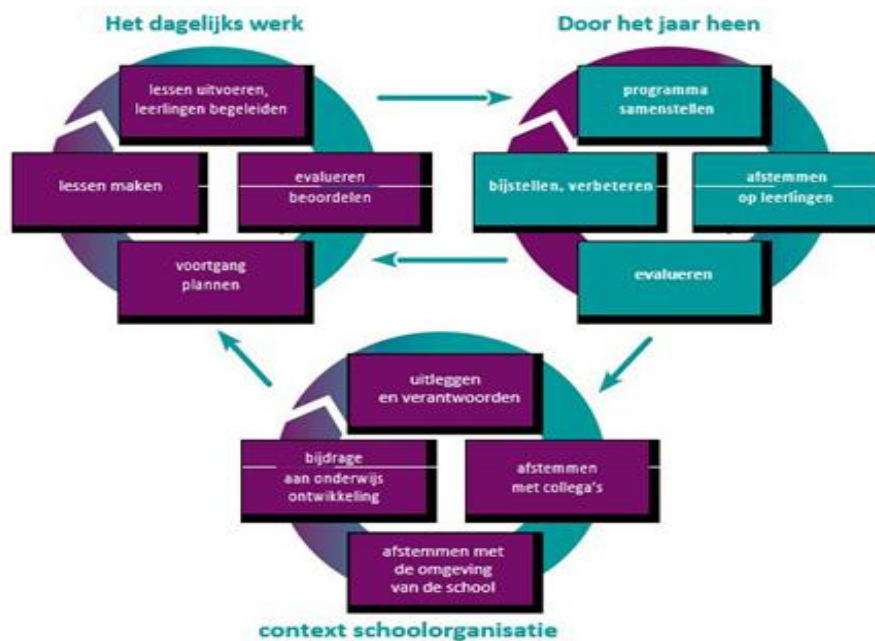 Het dagelijks werk
lessen uitvoeren,
leerlingen begeleiden
lessen maken
evalueren
beoordelen
voortgang
plannen
Door het jaar heen
programma
samenstellen
bijstellen, verbeteren
afstemmen
op leerlingen
evalueren
uitleggen
en verantwoorden
bijdrage
aan onderwijs
ontwikkeling
afstemmen
met collega's
afstemmen met
de omgeving
van de school
context schoolorganisatie